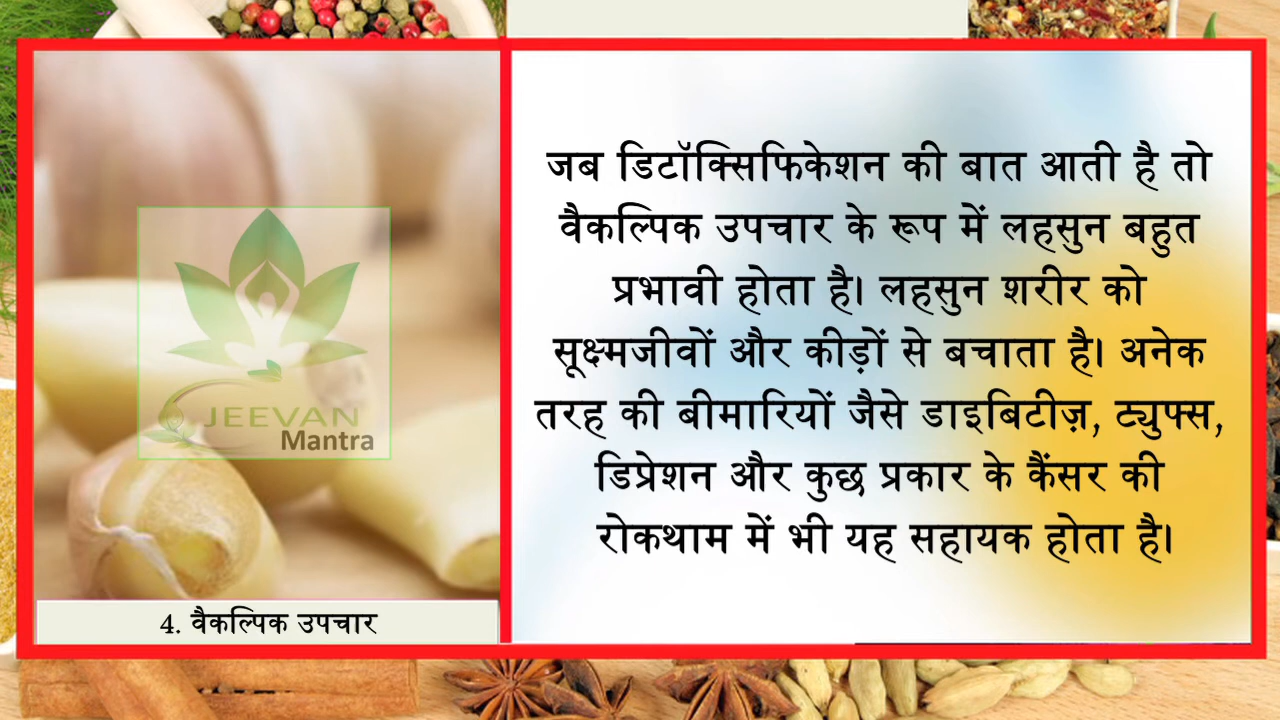 जब डिटॉक्सिफिकेशन की बात आती है तो
वैकल्पिक उपचार के रूप में लहसुन बहुत
प्रभावी होता है। लहसुन शरीर को
सूक्ष्मजीवों और कीड़ों से बचाता है। अनेक
तरह की बीमारियों जैसे डाइबिटीज़, ट्युफ्स,
डिप्रेशन और कुछ प्रकार के कैंसर की
रोकथाम में भी यह सहायक होता है।
JEEVAN
Mantra
4. वैकल्पिक उपचार